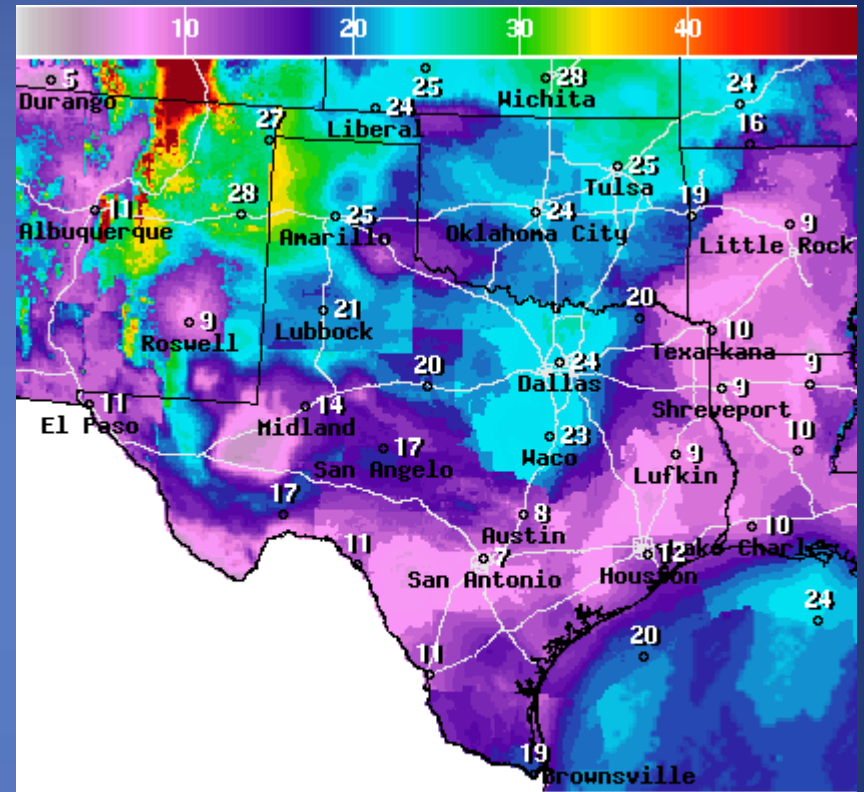 10 20 30 40
5
Durango
25
24
Liberal
28
Wichita
24
16
27
28
11
Albuquerque
25
Amarillo
25
Tulsa
24
Oklahoma City
19
9
Little Rock
9
Roswell
21
Lubbock
20
10
Texarkana
24
Dallas
20
9
Shreveport
9
11
El Paso
14
Midland
17
San Angelo
23
Waco
9
Lufkin
10
17
8
Austin
10
Lake Charles
11
7
San Antonio
12
Houston
24
20
11
19
Brownsville